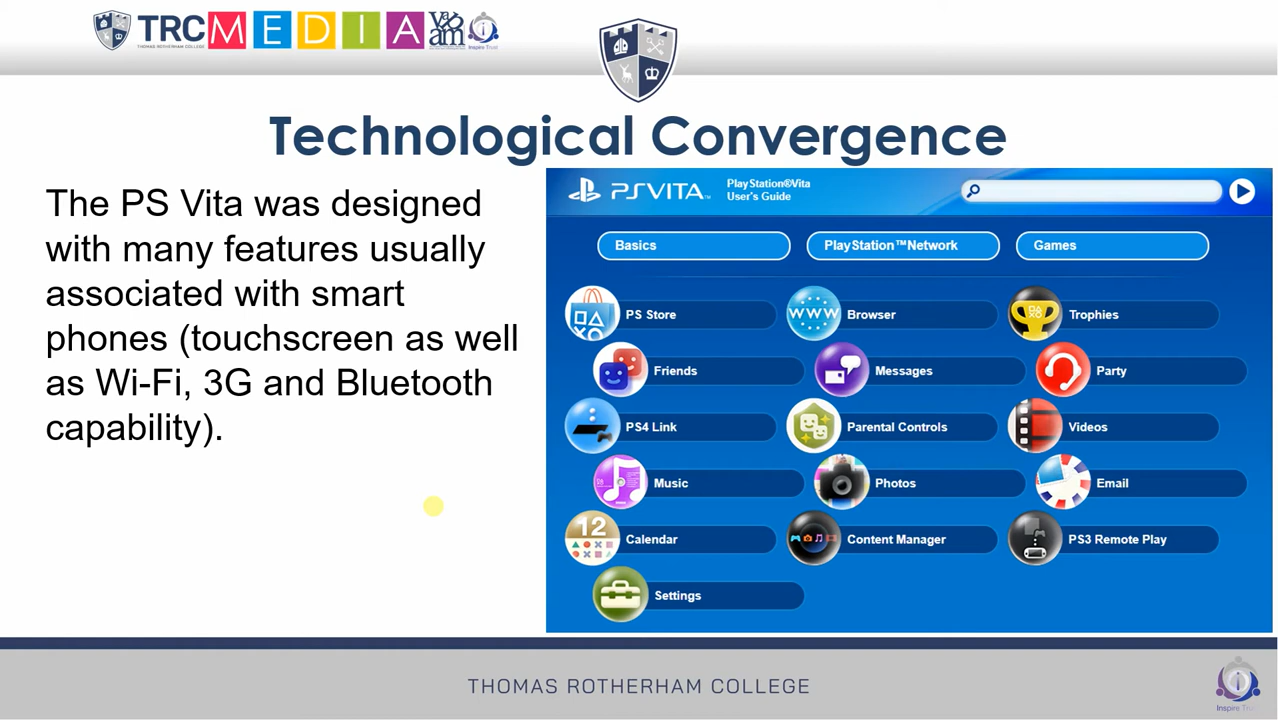 TRC MEDIA
THOMAS ROTHERHAM COLLEGE
Inspire Trust
Technological Convergence
The PS Vita was designed
with many features usually
associated with smart
phones (touchscreen as well
as Wi-Fi, 3G and Bluetooth
capability).
PSVITA™
PlayStation®Vita
User's Guide
Basics
PlayStation™Network
Games
PS Store
Browser
Trophies
Friends
Messages
Party
PS4 Link
Parental Controls
Videos
Music
Photos
Email
12
Calendar
Content Manager
PS3 Remote Play
Settings
THOMAS ROTHERHAM COLLEGE